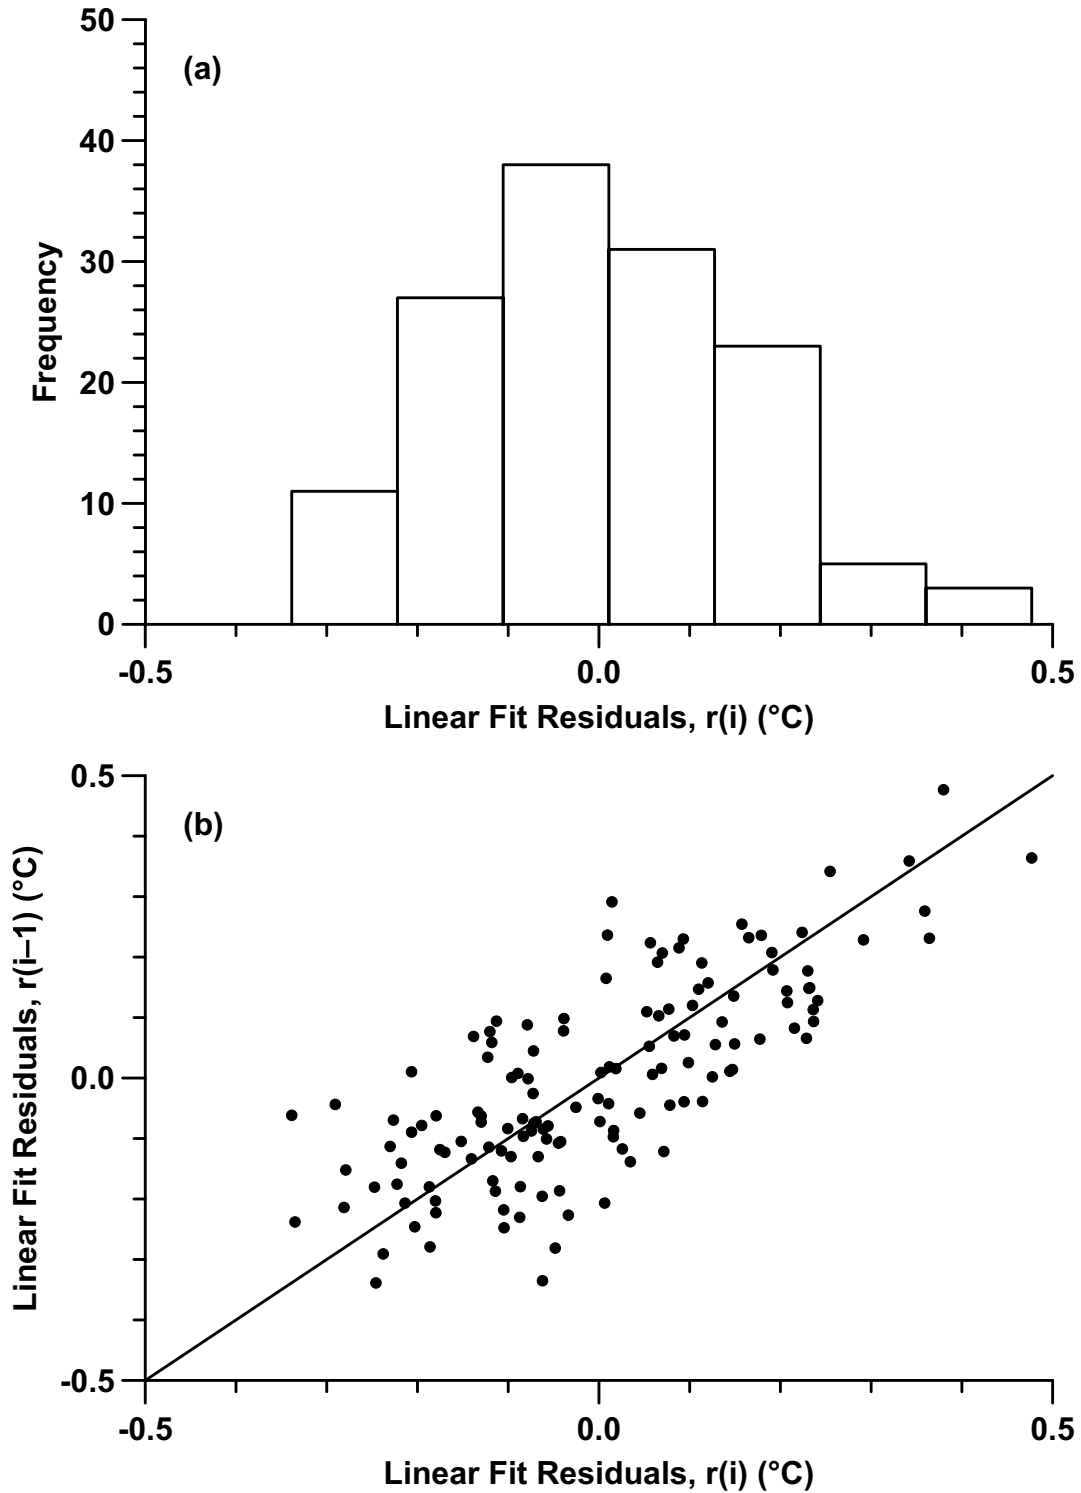 50
(a)
40
30
20
10
0
Frequency
-0.5
0.0
0.5
Linear Fit Residuals, r(i) (°C)
0.5
(b)
0.0
-0.5
Linear Fit Residuals, r(i–1) (°C)
-0.5
0.0
0.5
Linear Fit Residuals, r(i) (°C)